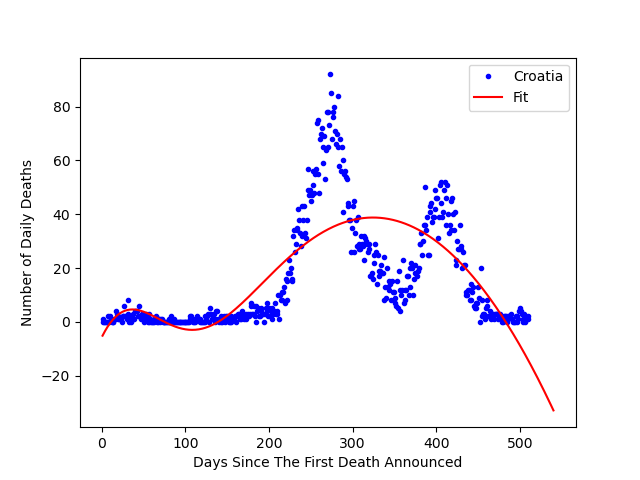 Croatia
Fit
80
60
40
20
0
−20
0 100 200 300 400 500
Number of Daily Deaths
Days Since The First Death Announced